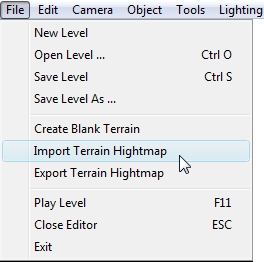 File Edit Camera Object Tools Lighting
New Level
Open Level ... Ctrl O
Save Level Ctrl S
Save Level As ...
Create Blank Terrain
Import Terrain Hightmap
Export Terrain Hightmap
Play Level F11
Close Editor ESC
Exit